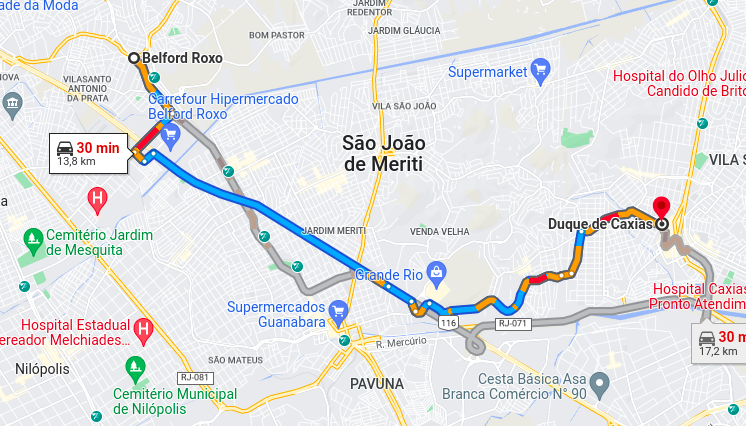 de da Moda
JARDIM
REDENTOR
BOM PASTOR
JARDIM GLÁUCIA
Belford Roxo
Supermarket
Hospital do Olho Julio
Candido de Brito
VILASANTO
ANTONIO
DA PRATA
NOVA
Carrefour Hipermercado
Belford Roxo
VILA SÃO JOÃO
30 min
13,8 km
São João
de Meriti
VILA S
Cemitério Jardim
de Mesquita
JARDIM MERITI
VENDA VELHA
Duque de Caxias
Grande Rio
Hospital Caxias
Pronto Atendim
Supermercados
Guanabara
116
RJ-071
Hospital Estadual
ereador Melchiades...
R. Mercúrio
30 m
17,2 km
SÃO MATEUS
Nilópolis
RJ-081
PAVUNA
Cesta Básica Asa
Branca Comércio N° 90
Cemitério Municipal
de Nilópolis